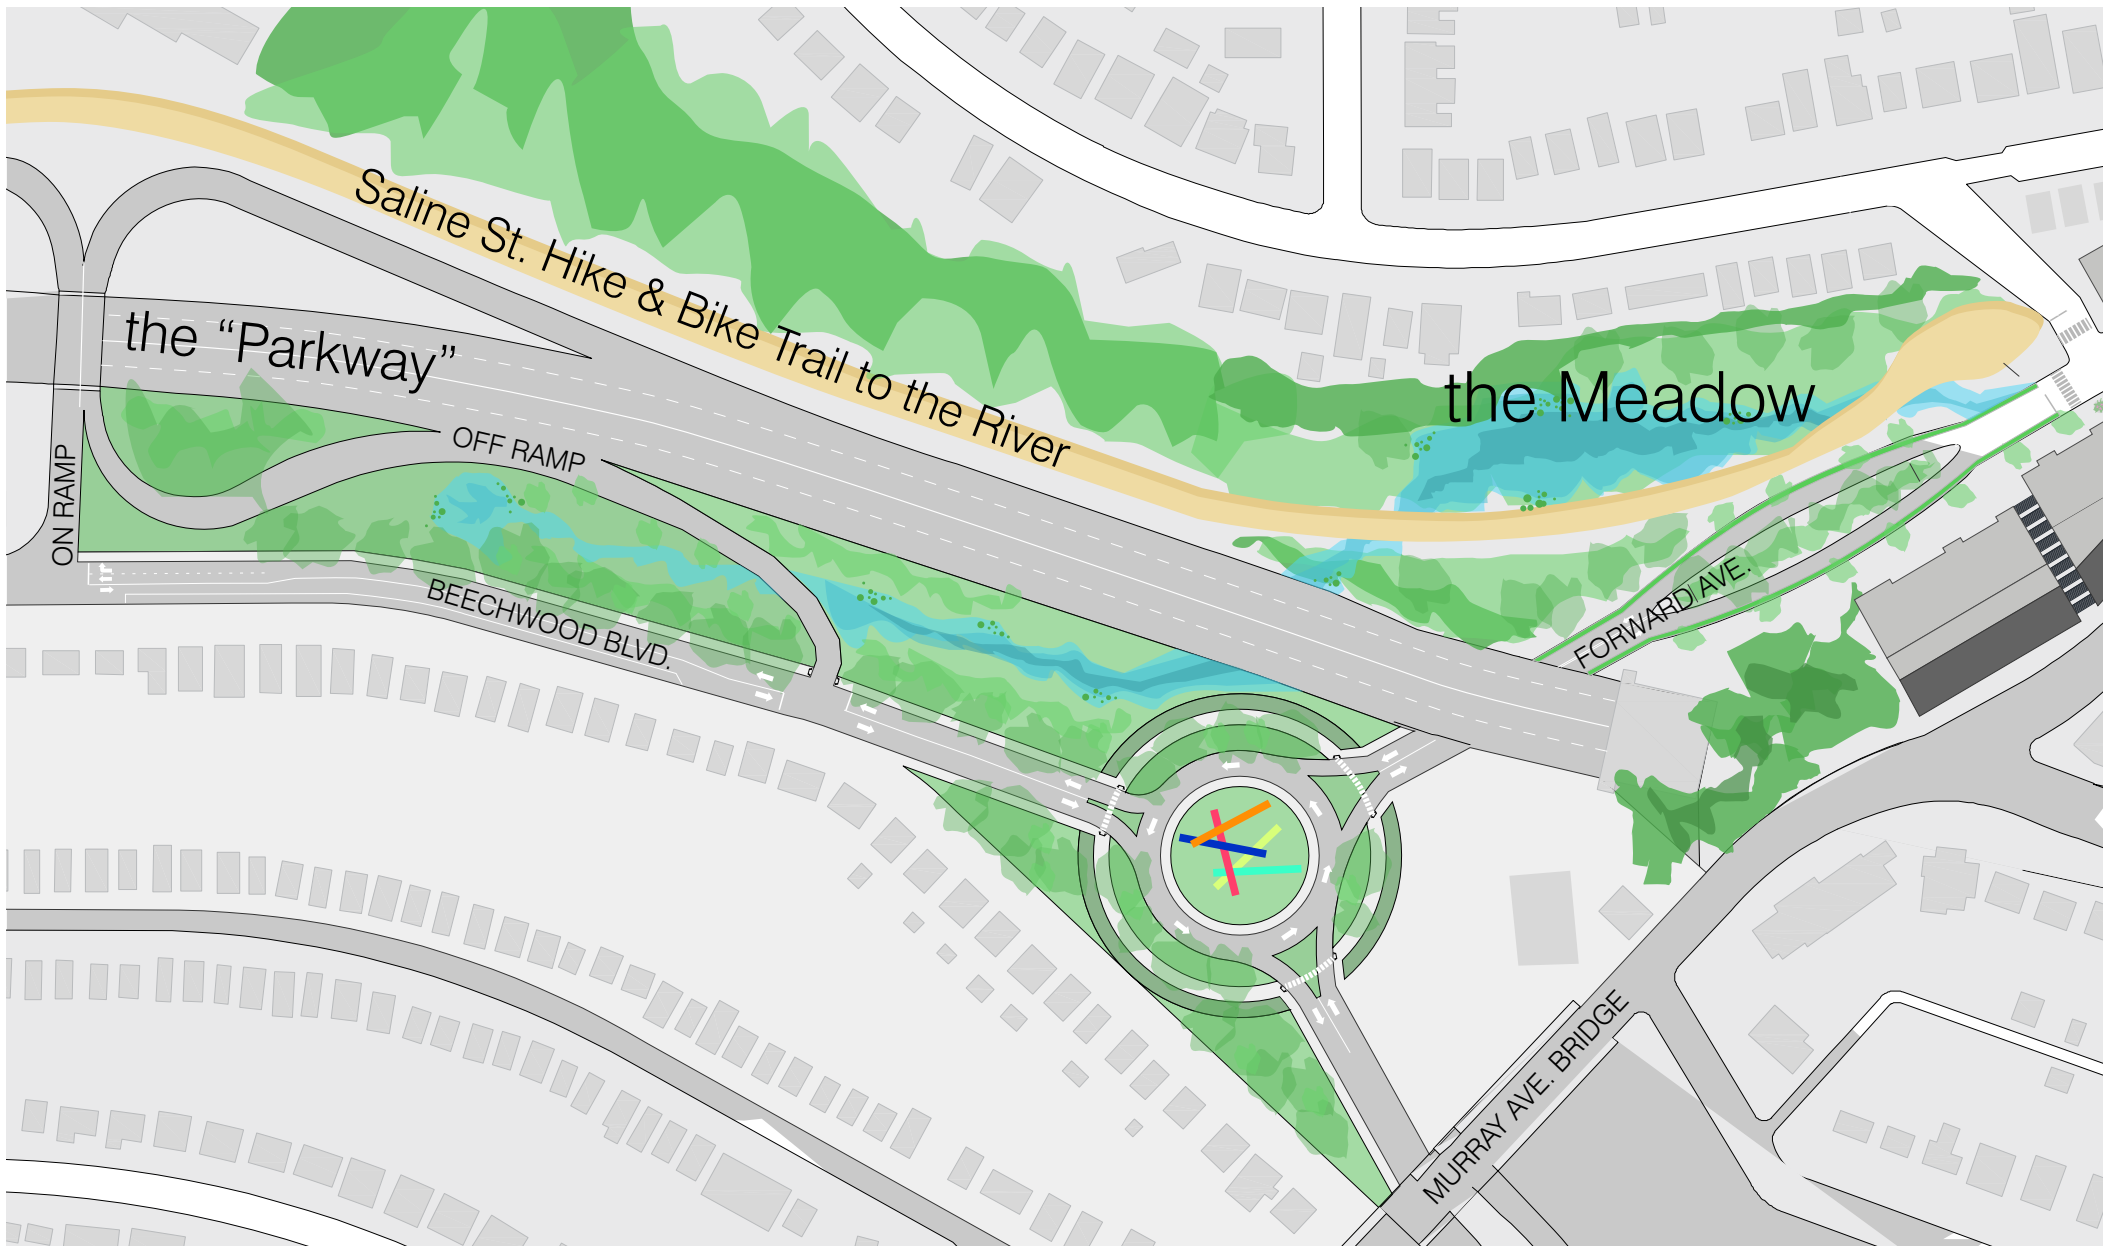 Saline St. Hike & Bike Trail to the River
the “Parkway”
the Meadow
OFF RAMP
ON RAMP
BEECHWOOD BLVD.
FORWARD AVE.
MURRAY AVE. BRIDGE